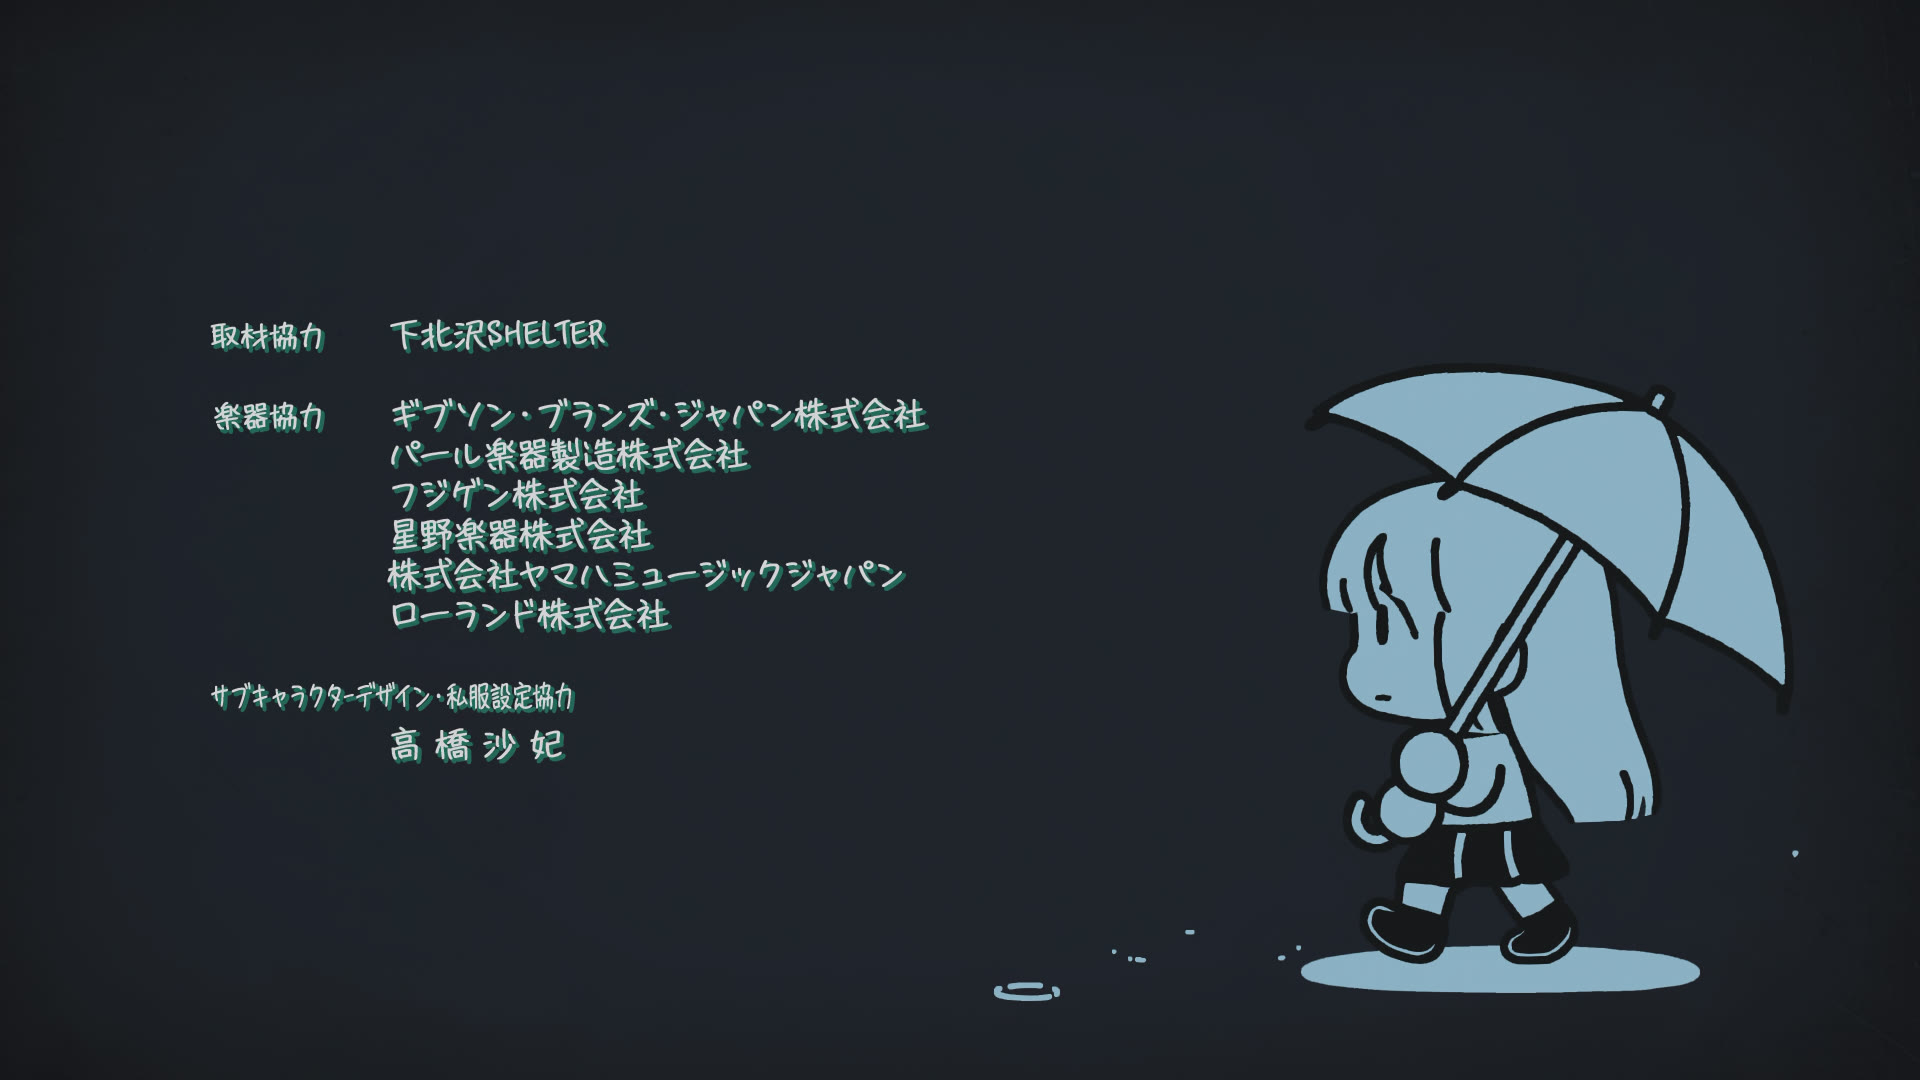 取材協力 下北沢SHELTER
楽器協力 ギブソン・ブランズ・ジャパン株式会社
パール楽器製造株式会社
フジゲン株式会社
星野楽器株式会社
株式会社ヤマハミュージックジャパン
ローランド株式会社
サブキャラクターデザイン・私服設定協力
高橋沙妃